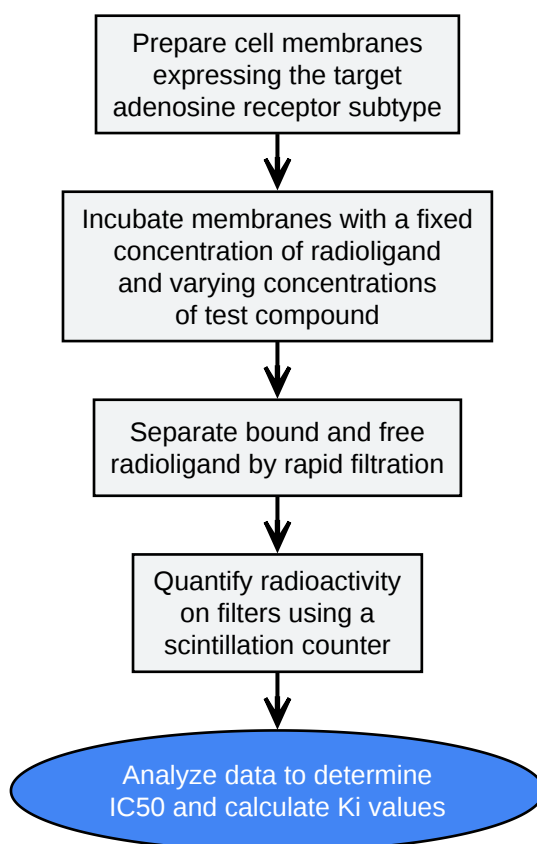 Prepare cell membranes
expressing the target
adenosine receptor subtype
Incubate membranes with a fixed
concentration of radioligand
and varying concentrations
of test compound
Separate bound and free
radioligand by rapid filtration
Quantify radioactivity
on filters using a
scintillation counter
Analyze data to determine
IC50 and calculate Ki values